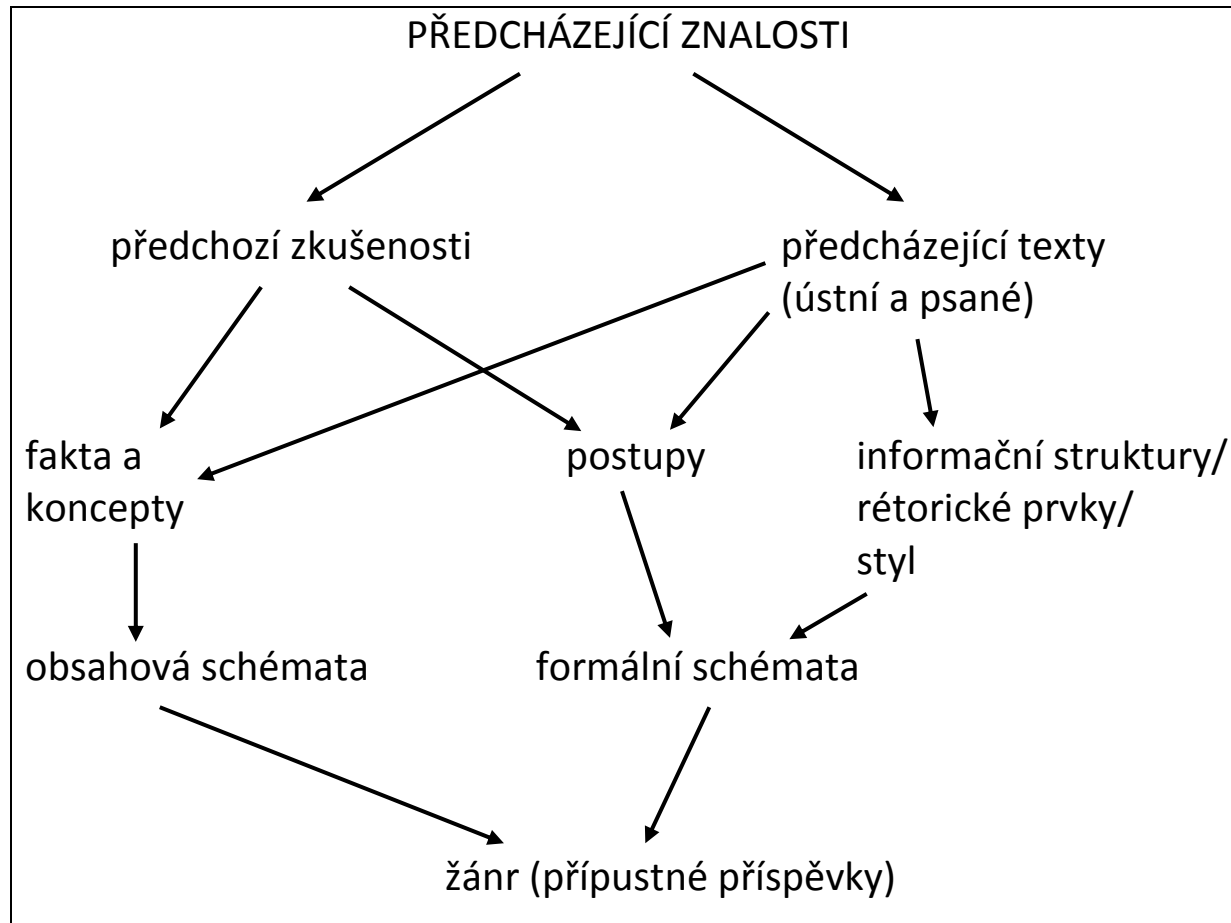 PŘEDCHÁZEJÍCÍ ZNALOSTI
předchozí zkušenosti
předcházející texty
(ústní a psané)
fakta a
koncepty
postupy
informační struktury/
rétorické prvky/
styl
obsahová schémata
formální schémata
žánr (přípustné příspěvky)